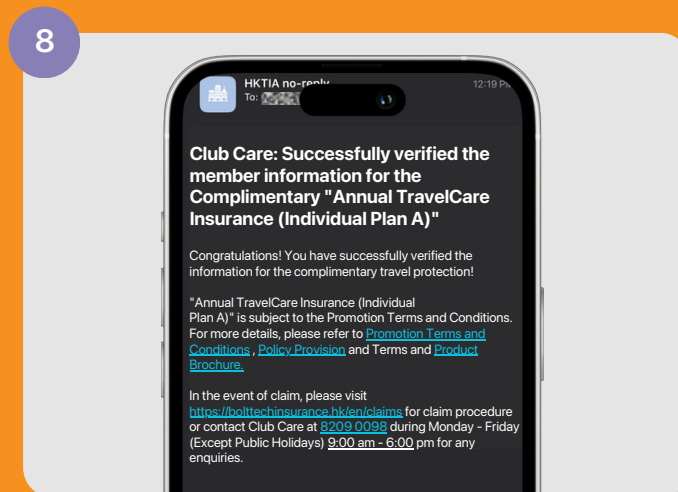 8
HKTIA no-reply
12:19 PM
To:
Club Care: Successfully verified the
member information for the
Complimentary "Annual TravelCare
Insurance (Individual Plan A)"
Congratulations! You have successfully verified the
information for the complimentary travel protection!
"Annual TravelCare Insurance (Individual
Plan A)" is subject to the Promotion Terms and Conditions.
For more details, please refer to Promotion Terms and
Conditions , Policy Provision and Terms and Product
Brochure.
In the event of claim, please visit
https://bolttechinsurance.hk/en/claims for claim procedure
or contact Club Care at 8209 0098 during Monday - Friday
(Except Public Holidays) 9:00 am - 6:00 pm for any
enquiries.